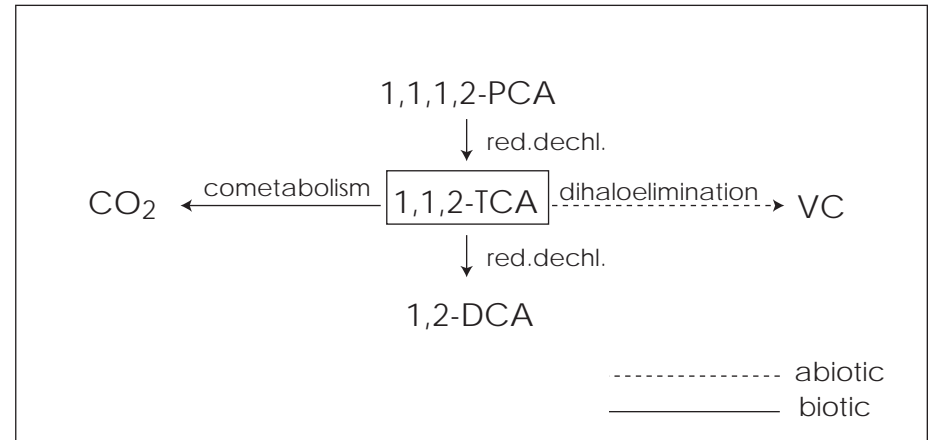 1,1,1,2-PCA
red.dechl.
CO2 cometabolism 1,1,2-TCA dihaloelimination VC
red.dechl.
1,2-DCA
abiotic
biotic